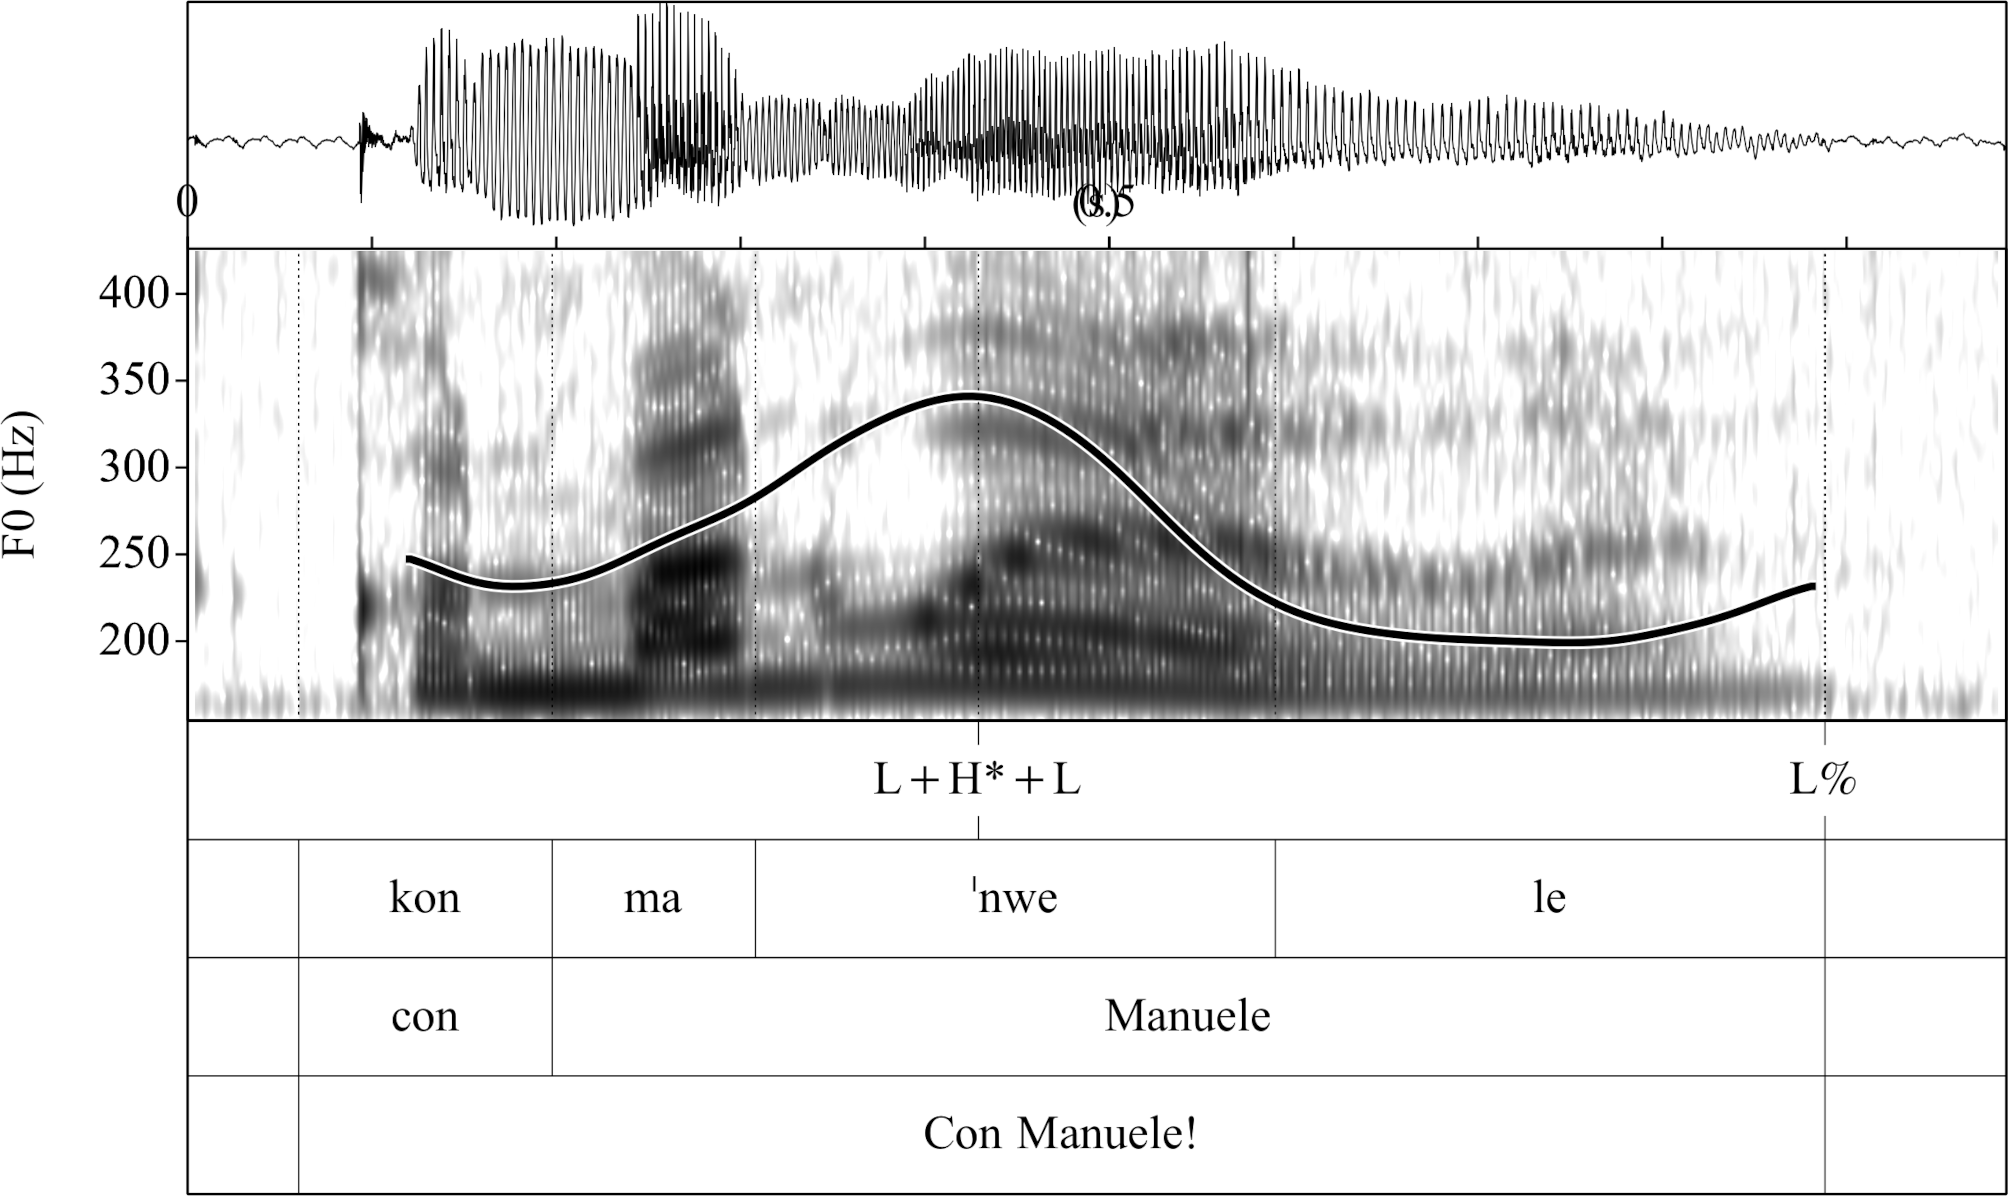 0 0.5
(s)
400
350
300
250
200
F0 (Hz)
L + H* + L L%
kon ma ˈnwe le
con Manuele
Con Manuele!